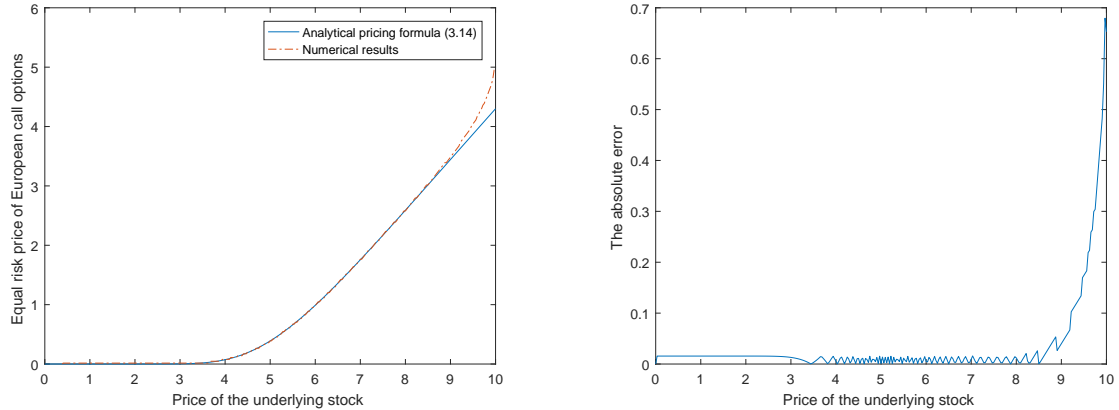 6
5
4
3
2
1
0
0 1 2 3 4 5 6 7 8 9 10
Equal risk price of European call options
Price of the underlying stock
Analytical pricing formula (3.14)
Numerical results
0.7
0.6
0.5
0.4
0.3
0.2
0.1
0
0 1 2 3 4 5 6 7 8 9 10
The absolute error
Price of the underlying stock